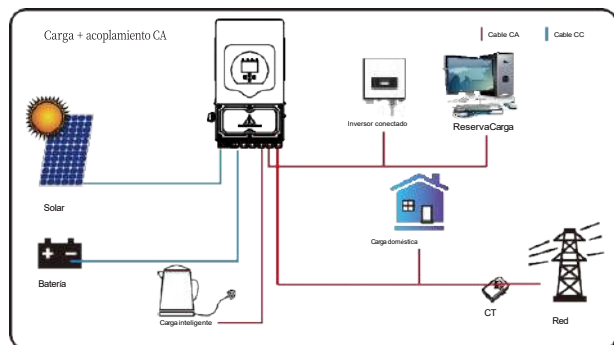 Carga + acoplamiento CA
Cable CA
Cable CC
Inversor conectado
ReservaCarga
Solar
Carga doméstica
Batería
Carga inteligente
CT
Red